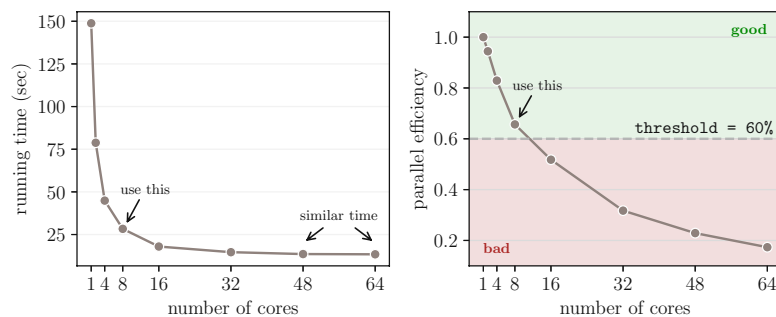 150
125
100
75
50
25
running time (sec)
use this
similar time
1 4 8 16 32 48 64
number of cores
1.0
0.8
0.6
0.4
0.2
parallel efficiency
good
use this
threshold = 60%
bad
1 4 8 16 32 48 64
number of cores